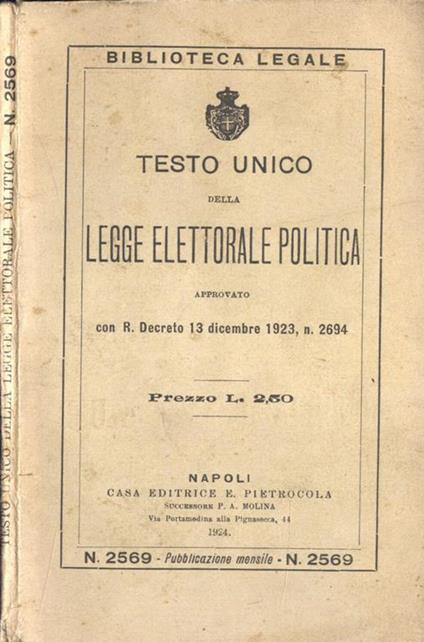 TESTO UNICO DELLA LEGGE ELETTORALE POLITICA - N. 2569
BIBLIOTECA LEGALE
TESTO UNICO
DELLA
LEGGE ELETTORALE POLITICA
APPROVATO
con R. Decreto 13 dicembre 1923, n. 2694
Prezzo L. 2,50
NAPOLI
CASA EDITRICE E. PIETROCOLA
SUCCESSORE P. A. MOLINA
Via Portamedina alla Pignasecca, 44
1924.
N. 2569 - Pubblicazione mensile - N. 2569